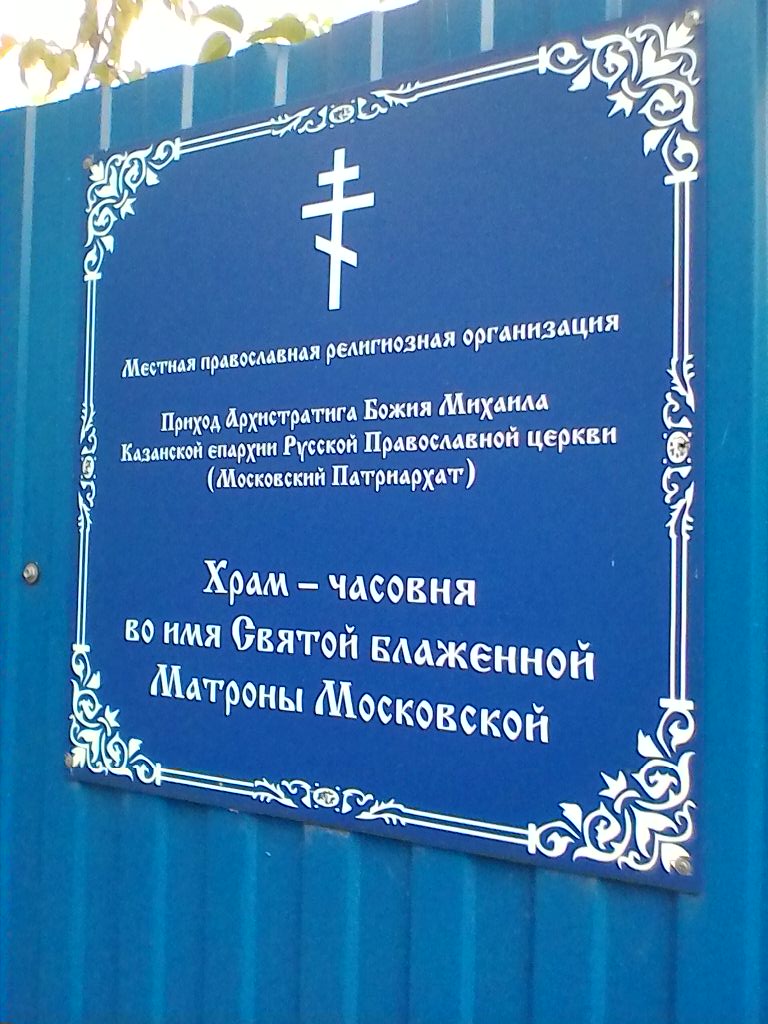 Местная православная религиозная организация
Приход Архистратига Божия Михаила
Казанской епархии Русской Православной церкви
(Московский Патриархат)
Храм – часовня
во имя Святой блаженной
Матроны Московской